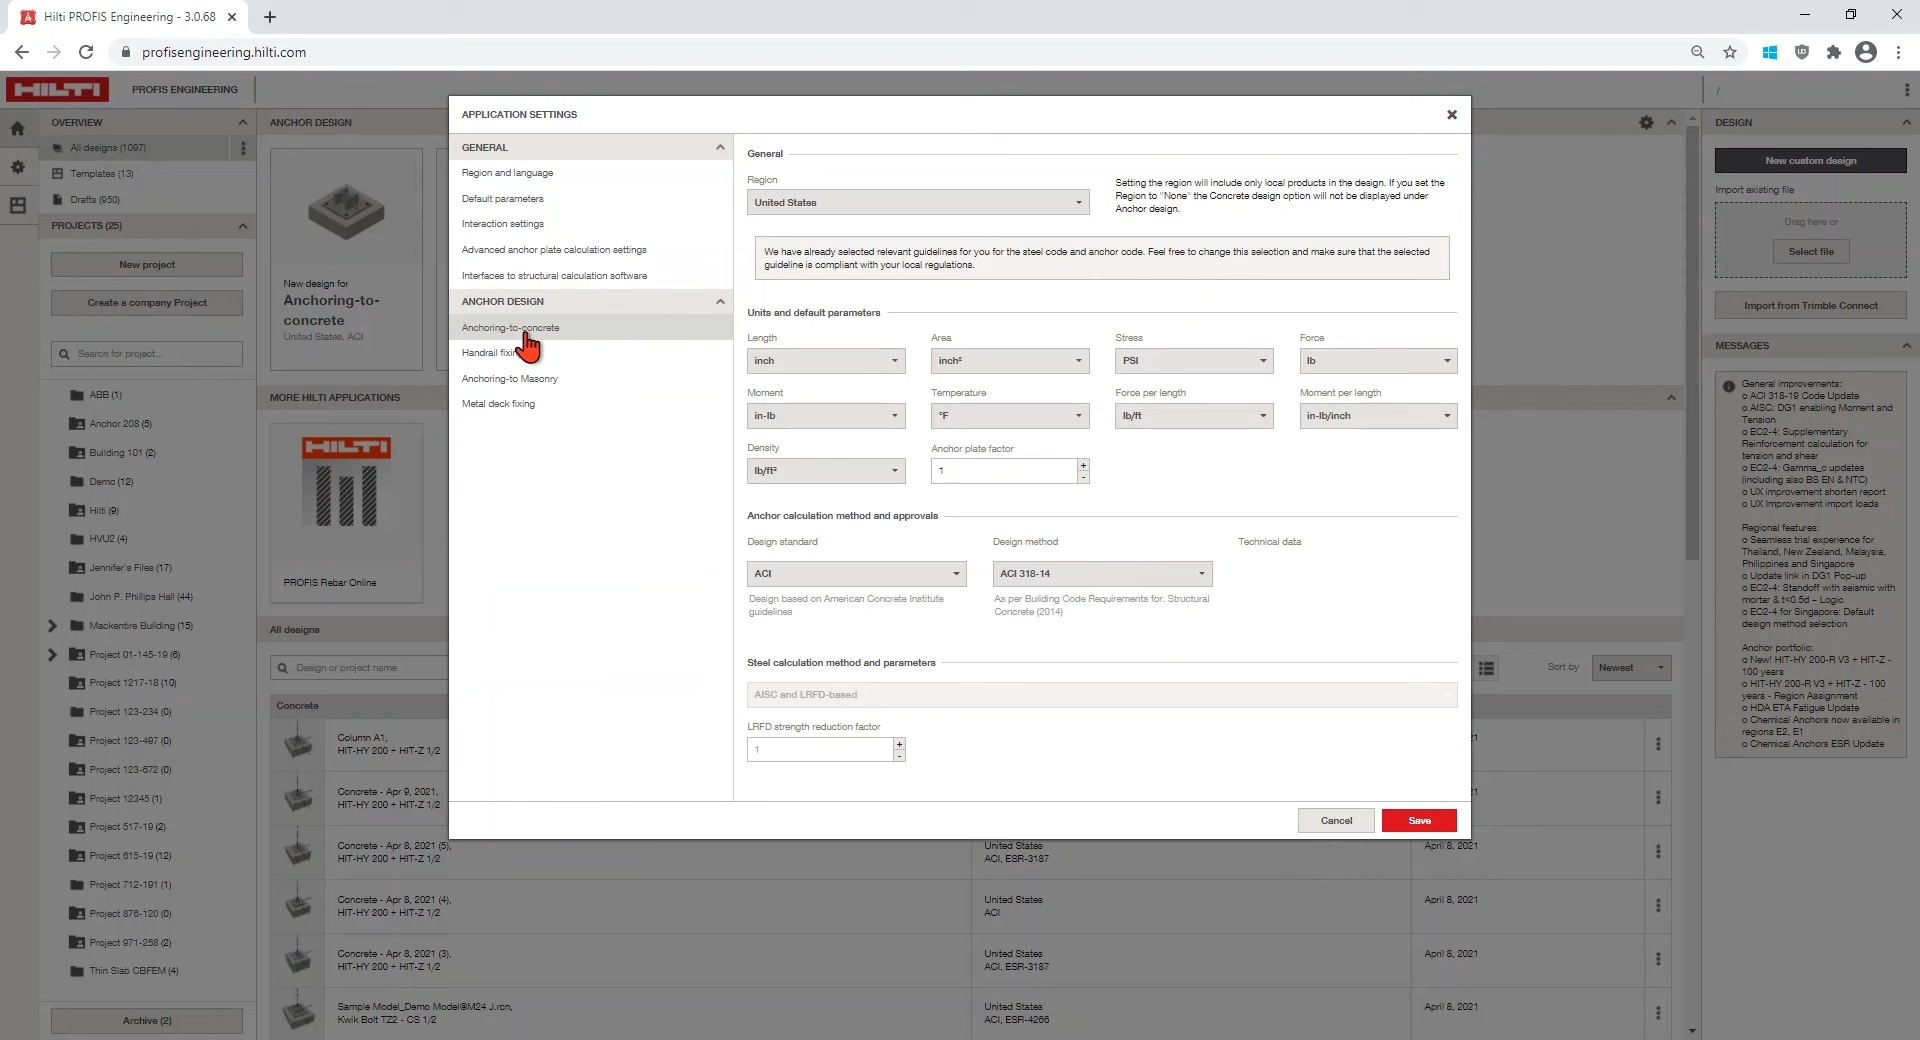 Hilti PROFIS Engineering - 3.0.68
profisengineering.hilti.com
HILTI
PROFIS ENGINEERING
/
OVERVIEW
All designs (1097)
Templates (13)
Drafts (950)
PROJECTS (25)
New project
Create a company Project
Search for project...
ABB (1)
Anchor 208 (5)
Building 101 (2)
Demo (12)
Hilti (9)
HVU2 (4)
Jennifer's Files (17)
John P. Phillips Hall (44)
Mackentire Building (15)
Project 01-145-19 (6)
Project 1217-18 (10)
Project 123-234 (0)
Project 123-497 (0)
Project 123-672 (0)
Project 12345 (1)
Project 517-19 (2)
Project 615-19 (12)
Project 712-191 (1)
Project 876-120 (0)
Project 971-258 (2)
Thin Slab CBFEM (4)
Archive (2)
ANCHOR DESIGN
New design for
Anchoring-to-
concrete
United States, ACI
MORE HILTI APPLICATIONS
HILTI
PROFIS Rebar Online
All designs
Design or project name
Sort by
Newest
Concrete
Column A1,
HIT-HY 200 + HIT-Z 1/2
Concrete - Apr 9, 2021,
HIT-HY 200 + HIT-Z 1/2
Concrete - Apr 8, 2021 (5),
HIT-HY 200 + HIT-Z 1/2
United States
ACI, ESR-3187
April 8, 2021
Concrete - Apr 8, 2021 (4),
HIT-HY 200 + HIT-Z 1/2
United States
ACI
April 8, 2021
Concrete - Apr 8, 2021 (3),
HIT-HY 200 + HIT-Z 1/2
United States
ACI, ESR-3187
April 8, 2021
Sample Model_Demo Model@M24 J.rcn,
Kwik Bolt TZ2 - CS 1/2
United States
ACI, ESR-4266
April 8, 2021
APPLICATION SETTINGS
GENERAL
Region and language
Default parameters
Interaction settings
Advanced anchor plate calculation settings
Interfaces to structural calculation software
ANCHOR DESIGN
Anchoring-to-concrete
Handrail fixin
Anchoring-to Masonry
Metal deck fixing
General
Region
United States
Setting the region will include only local products in the design. If you set the
Region to "None" the Concrete design option will not be displayed under
Anchor design.
We have already selected relevant guidelines for you for the steel code and anchor code. Feel free to change this selection and make sure that the selected
guideline is compliant with your local regulations.
Units and default parameters
Length
Area
Stress
Force
inch
inch²
PSI
lb
Moment
Temperature
Force per length
Moment per length
in-lb
°F
lb/ft
in-lb/inch
Density
Anchor plate factor
lb/ft³
1
Anchor calculation method and approvals
Design standard
Design method
Technical data
ACI
ACI 318-14
Design based on American Concrete Institute
guidelines
As per Building Code Requirements for. Structural
Concrete (2014)
Steel calculation method and parameters
AISC and LRFD-based
LRFD strength reduction factor
1
Cancel
Save
DESIGN
New custom design
Import existing file
Drag here or
Select file
Import from Trimble Connect
MESSAGES
General improvements:
o ACI 318-19 Code Update
o AISC: DG1 enabling Moment and
Tension
o EC2-4: Supplementary
Reinforcement calculation for
tension and shear
o EC2-4: Gamma_c updates
(including also BS EN & NTC)
o UX improvement shorten report
o UX Improvement import loads
Regional features:
o Seamless trial experience for
Thailand, New Zealand, Malaysia,
Philippines and Singapore
o Update link in DG1 Pop-up
o EC2-4: Standoff with seismic with
mortar & t<0.5d – Logic
o EC2-4 for Singapore: Default
design method selection
Anchor portfolio:
o New! HIT-HY 200-R V3 + HIT-Z -
100 years
o HIT-HY 200-R V3 + HIT-Z - 100
years - Region Assignment
o HDA ETA Fatigue Update
o Chemical Anchors now available in
regions E2, E1
o Chemical Anchors ESR Update